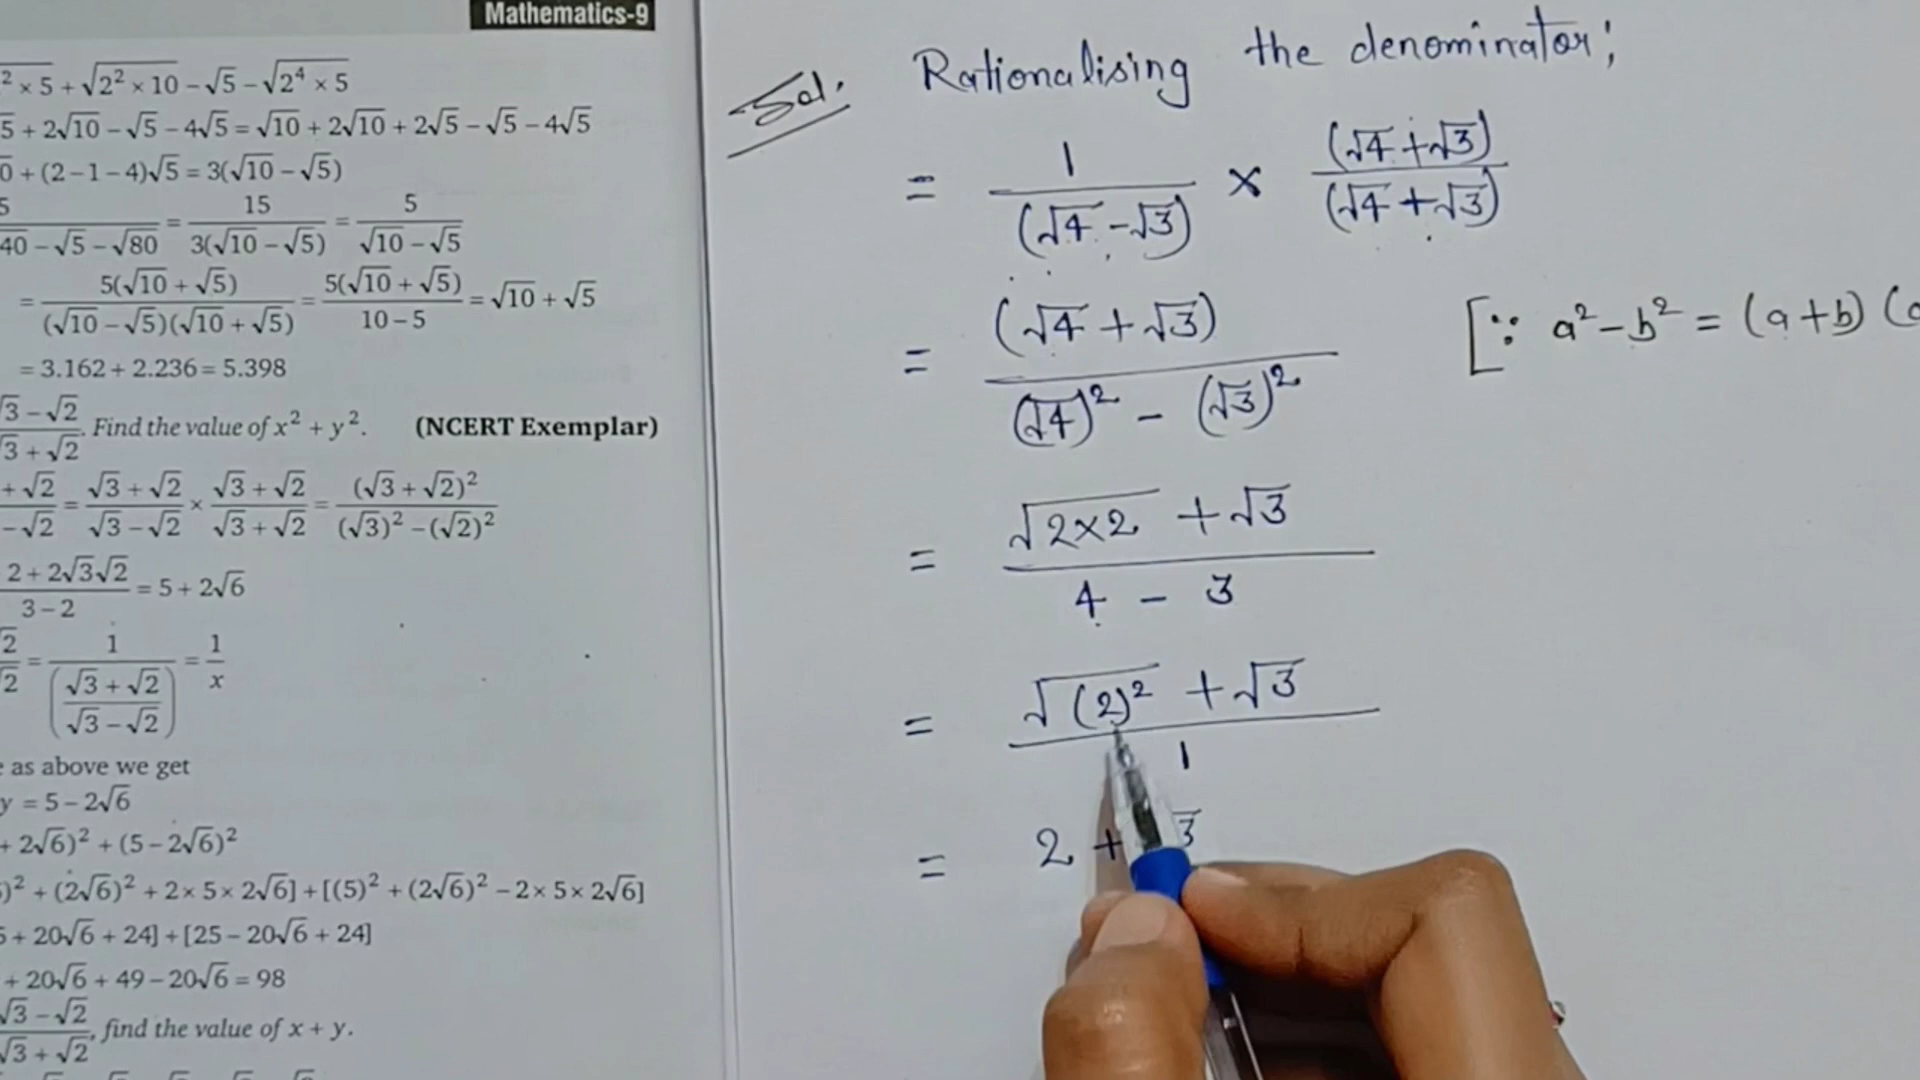 Mathematics-9
2 × 5 + √(2² × 10) − √5 − √(2⁴ × 5)
5 + 2√10 − √5 − 4√5 = √10 + 2√10 + 2√5 − √5 − 4√5
0 + (2−1−4)√5 = 3(√10 − √5)
5/(40 − √5 − √80) = 15/(3(√10 − √5)) = 5/(√10 − √5)
= 5(√10 + √5)/((√10 − √5)(√10 + √5)) = 5(√10 + √5)/(10 − 5) = √10 + √5
= 3.162 + 2.236 = 5.398
(√3 − √2)/(√3 + √2). Find the value of x² + y². (NCERT Exemplar)
(+ √2)/(− √2) = (√3 + √2)/(√3 − √2) × (√3 + √2)/(√3 + √2) = (√3 + √2)²/((√3)² − (√2)²)
(2 + 2√3√2)/(3 − 2) = 5 + 2√6
√2/√2 = 1/((√3 + √2)/(√3 − √2)) = 1/x
as above we get
y = 5 − 2√6
+ 2√6)² + (5 − 2√6)²
)² + (2√6)² + 2 × 5 × 2√6] + [(5)² + (2√6)² − 2 × 5 × 2√6]
5 + 20√6 + 24] + [25 − 20√6 + 24]
+ 20√6 + 49 − 20√6 = 98
(√3 − √2)/(√3 + √2), find the value of x + y.
Sol. Rationalising the denominator;
= 1/(√4 − √3) × (√4 + √3)/(√4 + √3)
= (√4 + √3)/((√4)² − (√3)²) [∵ a² − b² = (a+b) (a
= (√(2×2) + √3)/(4 − 3)
= (√(2)² + √3)/1
= 2 + √3